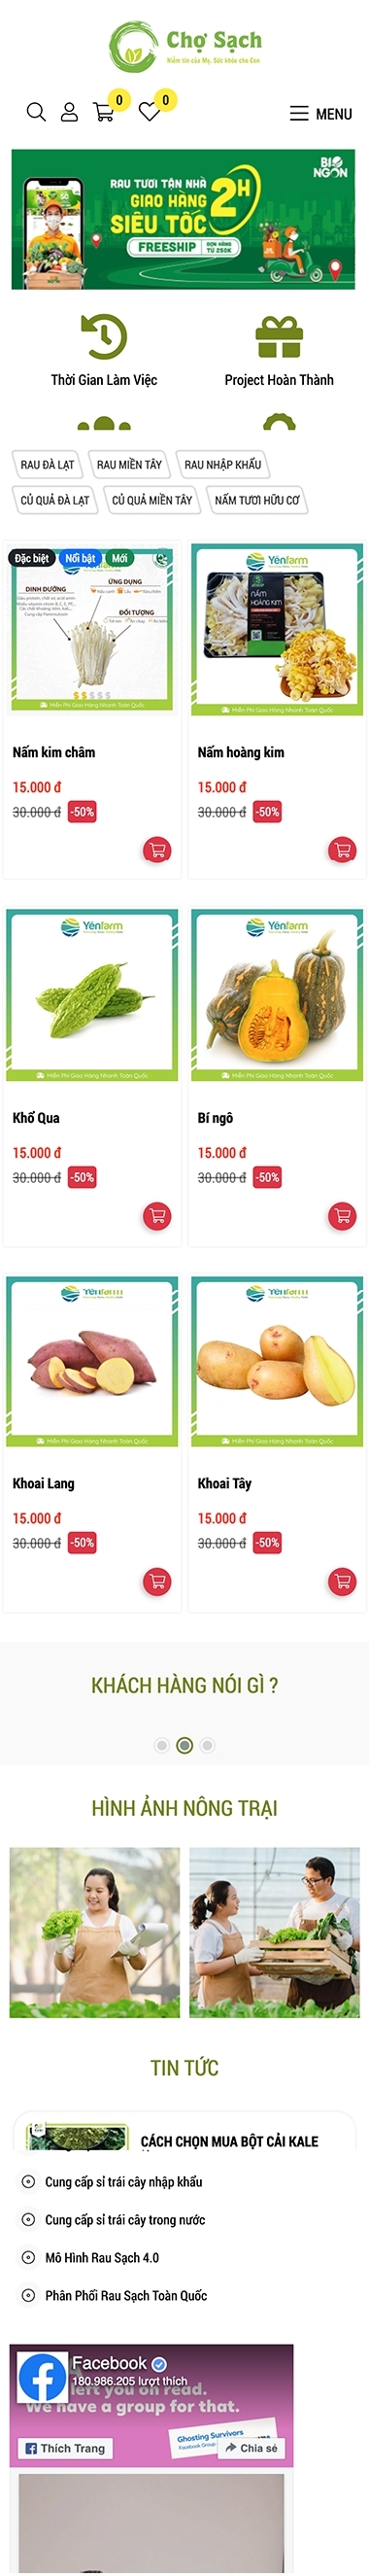 Chợ Sạch
Niềm tin của Mẹ, Sức khỏe cho Con
0
0
MENU
BIO
NGON
RAU TƯƠI TẬN NHÀ
GIAO HÀNG 2H
SIÊU TỐC
FREESHIP ĐƠN HÀNG TỪ 250K
Thời Gian Làm Việc
Project Hoàn Thành
RAU ĐÀ LẠT
RAU MIỀN TÂY
RAU NHẬP KHẨU
CỦ QUẢ ĐÀ LẠT
CỦ QUẢ MIỀN TÂY
NẤM TƯƠI HỮU CƠ
Đặc biệt
Nổi bật
Mới
DINH DƯỠNG
ỨNG DỤNG
ĐỐI TƯỢNG
Miễn Phí Giao Hàng Nhanh Toàn Quốc
Nấm kim châm
15.000 đ
30.000 đ -50%
Yênfarm
NẤM
HOÀNG KIM
Miễn Phí Giao Hàng Nhanh Toàn Quốc
Nấm hoàng kim
15.000 đ
30.000 đ -50%
Yênfarm
Miễn Phí Giao Hàng Nhanh Toàn Quốc
Khổ Qua
15.000 đ
30.000 đ -50%
Yênfarm
Miễn Phí Giao Hàng Nhanh Toàn Quốc
Bí ngô
15.000 đ
30.000 đ -50%
Yênfarm
Miễn Phí Giao Hàng Nhanh Toàn Quốc
Khoai Lang
15.000 đ
30.000 đ -50%
Yênfarm
Miễn Phí Giao Hàng Nhanh Toàn Quốc
Khoai Tây
15.000 đ
30.000 đ -50%
KHÁCH HÀNG NÓI GÌ ?
HÌNH ẢNH NÔNG TRẠI
TIN TỨC
CÁCH CHỌN MUA BỘT CẢI KALE
Cung cấp sỉ trái cây nhập khẩu
Cung cấp sỉ trái cây trong nước
Mô Hình Rau Sạch 4.0
Phân Phối Rau Sạch Toàn Quốc
Facebook
180.986.205 lượt thích
left you on read.
We have a group for that.
Ghosting Survivors
Facebook Group
Thích Trang
Chia sẻ